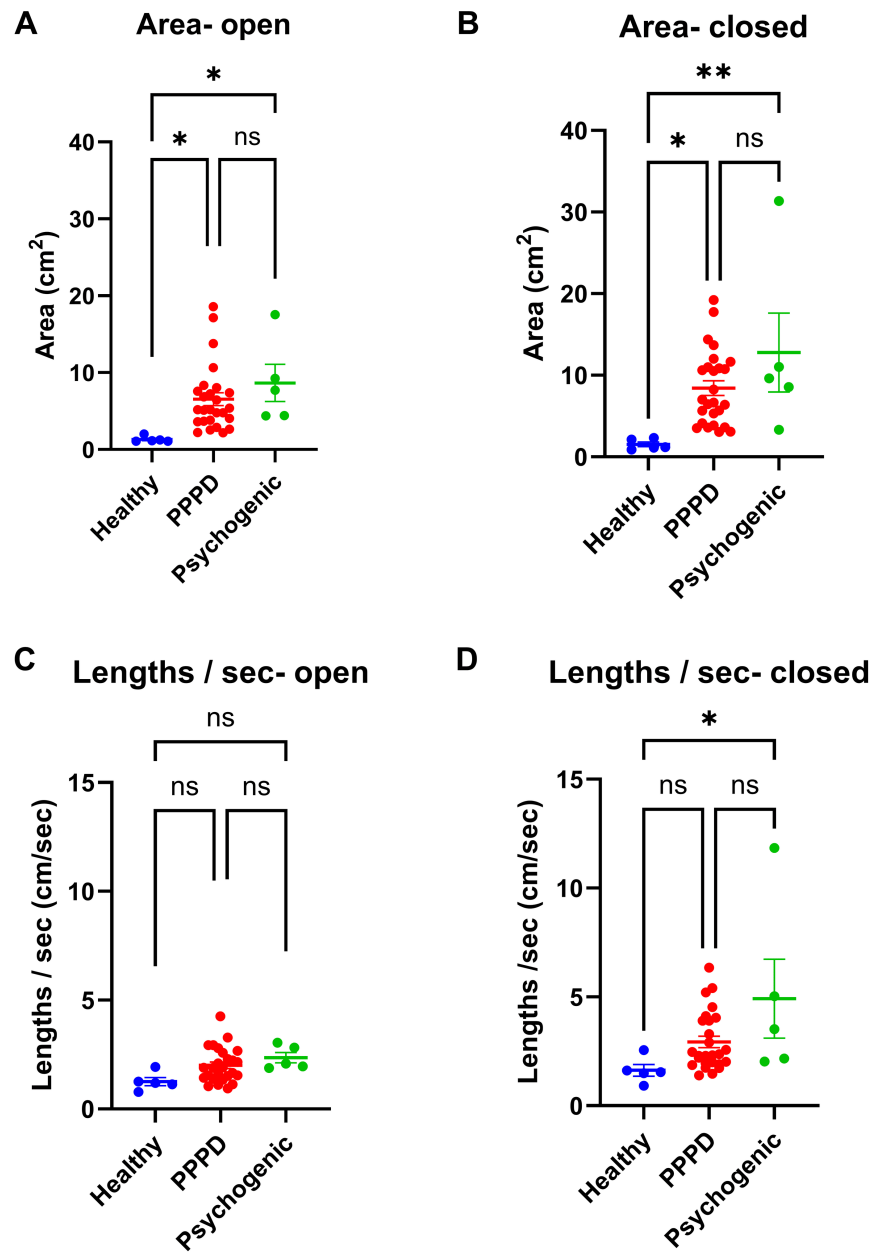 A
Area- open
*
* ns
40
30
20
10
0
Area (cm²)
Healthy
PPPD
Psychogenic
B
Area- closed
**
* ns
40
30
20
10
0
Area (cm²)
Healthy
PPPD
Psychogenic
C
Lengths / sec- open
ns
ns ns
15
10
5
0
Lengths / sec (cm/sec)
Healthy
PPPD
Psychogenic
D
Lengths / sec- closed
*
ns ns
15
10
5
0
Lengths /sec (cm/sec)
Healthy
PPPD
Psychogenic